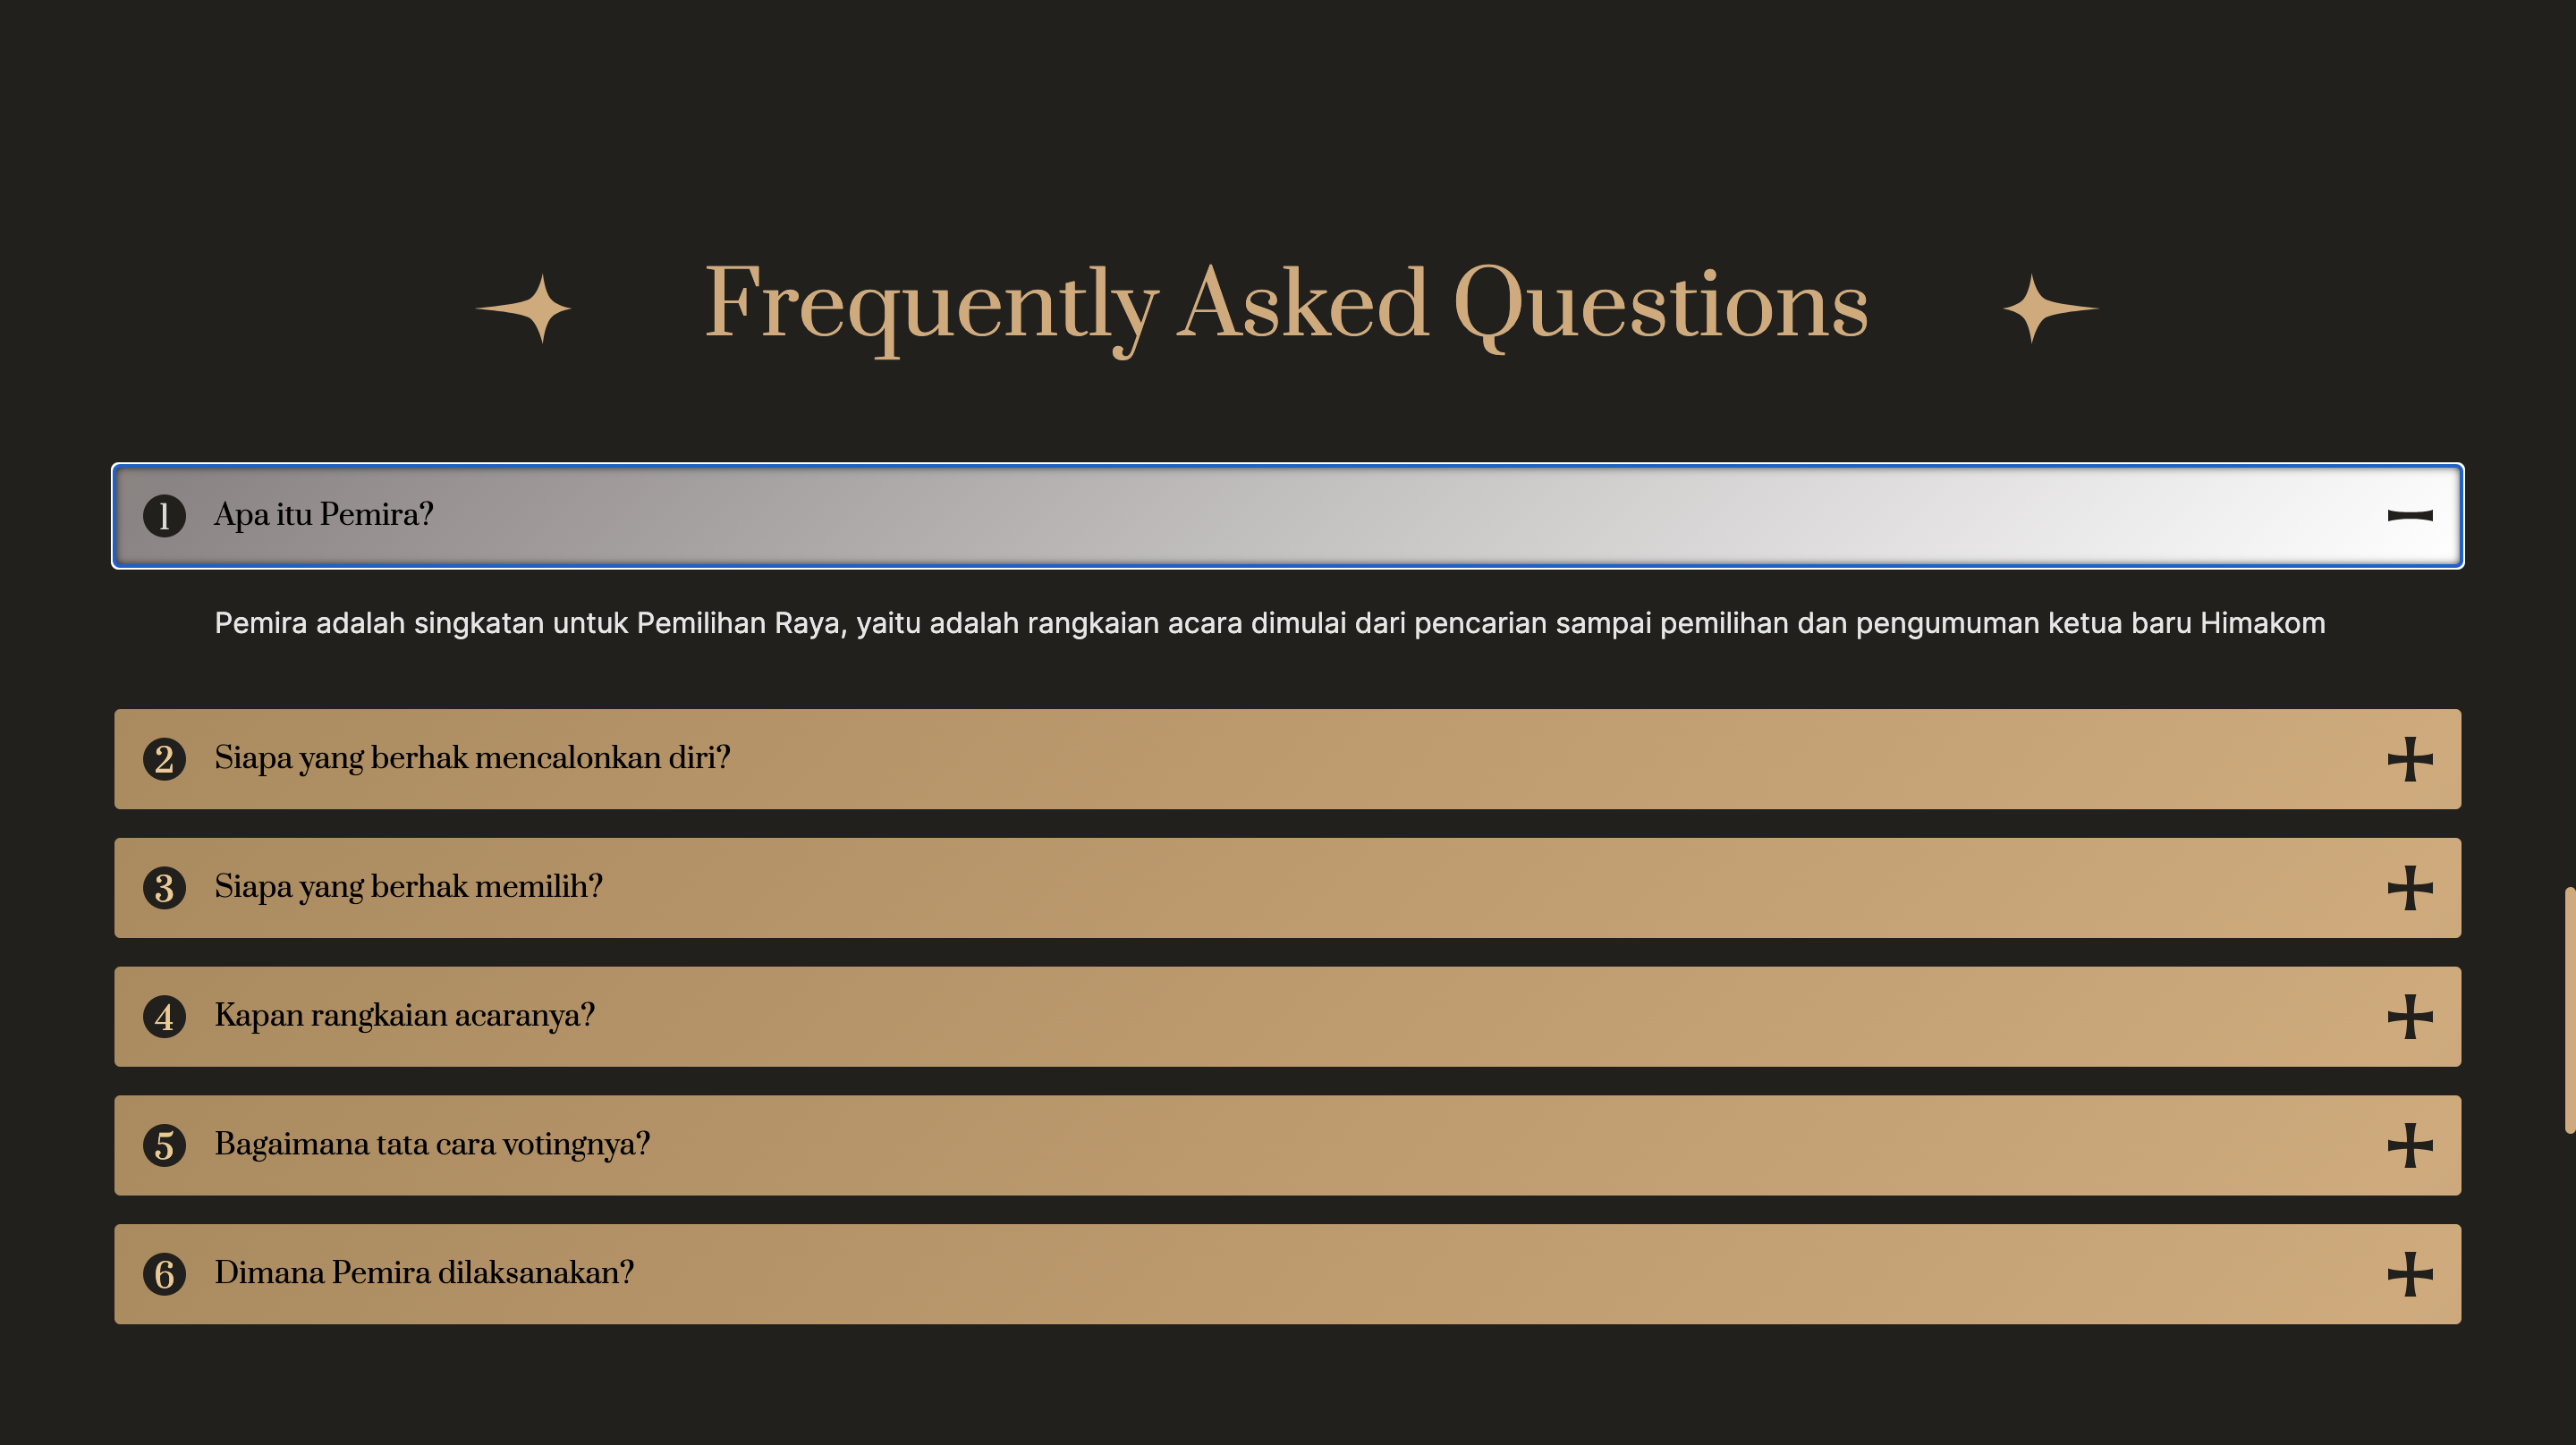 Frequently Asked Questions
1 Apa itu Pemira?
Pemira adalah singkatan untuk Pemilihan Raya, yaitu adalah rangkaian acara dimulai dari pencarian sampai pemilihan dan pengumuman ketua baru Himakom
2 Siapa yang berhak mencalonkan diri?
3 Siapa yang berhak memilih?
4 Kapan rangkaian acaranya?
5 Bagaimana tata cara votingnya?
6 Dimana Pemira dilaksanakan?